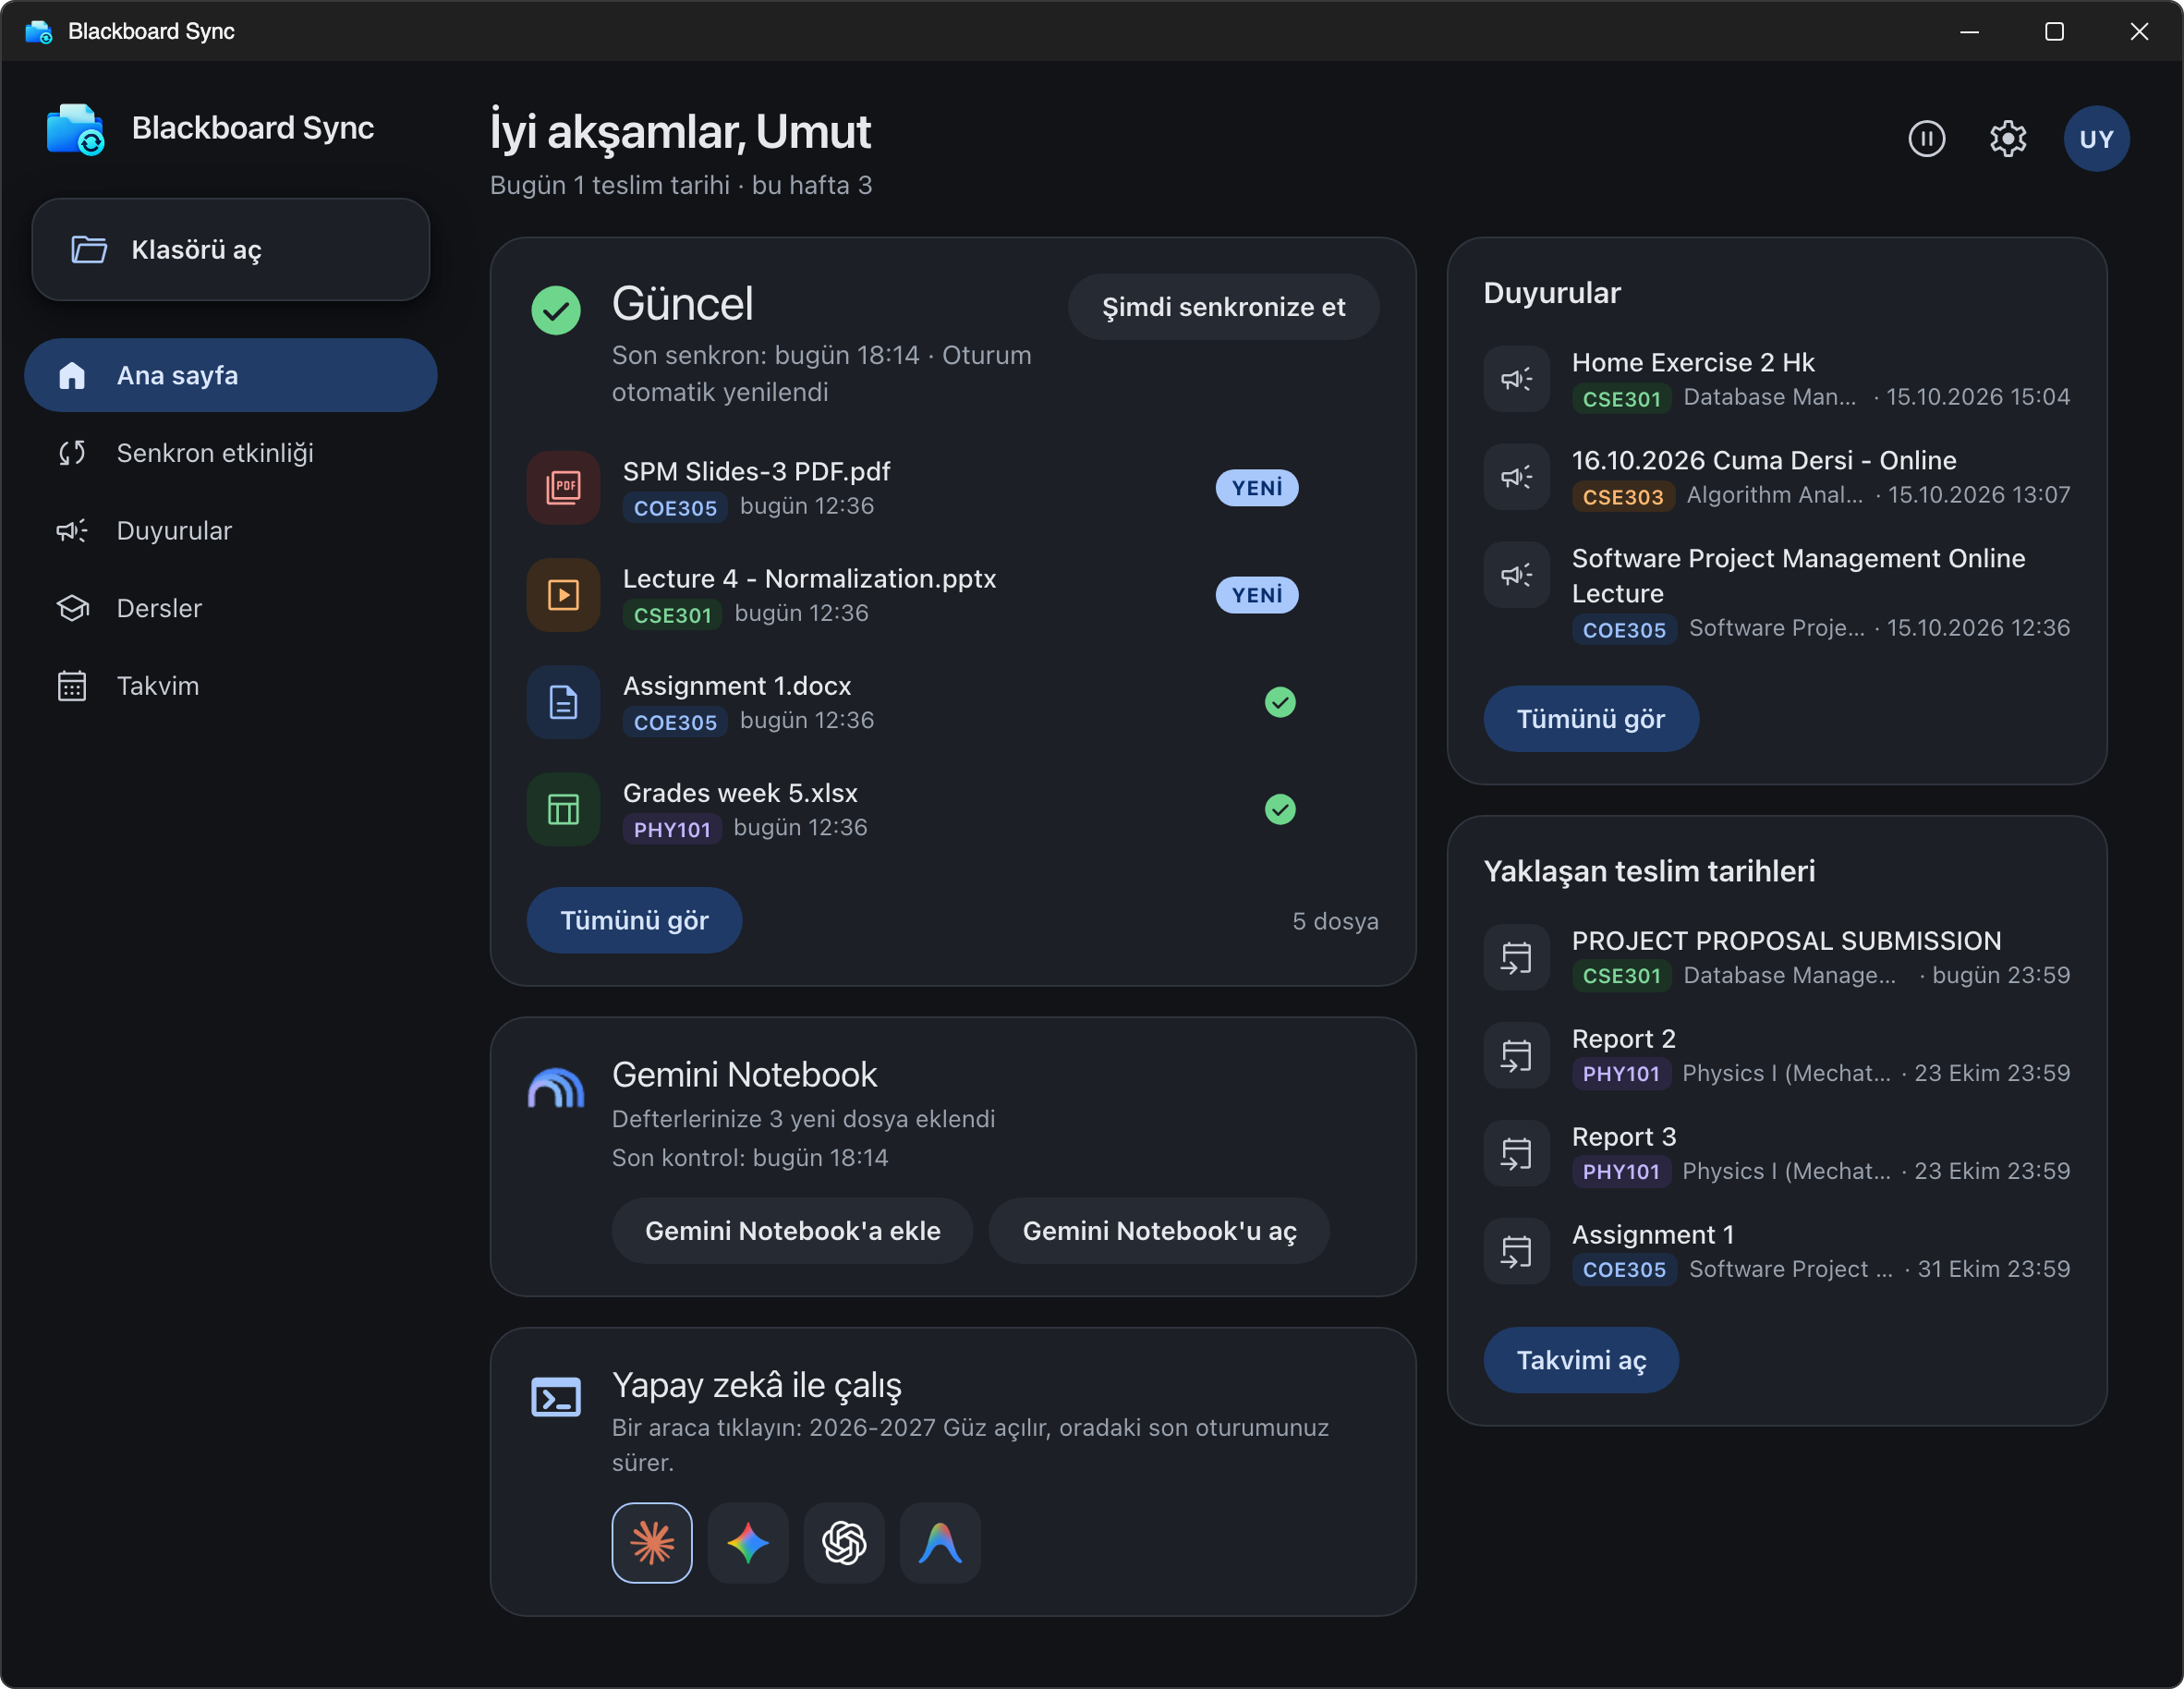 Blackboard Sync
Blackboard Sync
Klasörü aç
Ana sayfa
Senkron etkinliği
Duyurular
Dersler
Takvim
İyi akşamlar, Umut
Bugün 1 teslim tarihi · bu hafta 3
UY
Güncel
Şimdi senkronize et
Son senkron: bugün 18:14 · Oturum
otomatik yenilendi
PDF
SPM Slides-3 PDF.pdf
COE305 bugün 12:36
YENİ
Lecture 4 - Normalization.pptx
CSE301 bugün 12:36
YENİ
Assignment 1.docx
COE305 bugün 12:36
Grades week 5.xlsx
PHY101 bugün 12:36
Tümünü gör
5 dosya
Gemini Notebook
Defterlerinize 3 yeni dosya eklendi
Son kontrol: bugün 18:14
Gemini Notebook'a ekle
Gemini Notebook'u aç
Yapay zekâ ile çalış
Bir araca tıklayın: 2026-2027 Güz açılır, oradaki son oturumunuz
sürer.
Duyurular
Home Exercise 2 Hk
CSE301 Database Man... · 15.10.2026 15:04
16.10.2026 Cuma Dersi - Online
CSE303 Algorithm Anal... · 15.10.2026 13:07
Software Project Management Online
Lecture
COE305 Software Proje... · 15.10.2026 12:36
Tümünü gör
Yaklaşan teslim tarihleri
PROJECT PROPOSAL SUBMISSION
CSE301 Database Manage... · bugün 23:59
Report 2
PHY101 Physics I (Mechat... · 23 Ekim 23:59
Report 3
PHY101 Physics I (Mechat... · 23 Ekim 23:59
Assignment 1
COE305 Software Project ... · 31 Ekim 23:59
Takvimi aç